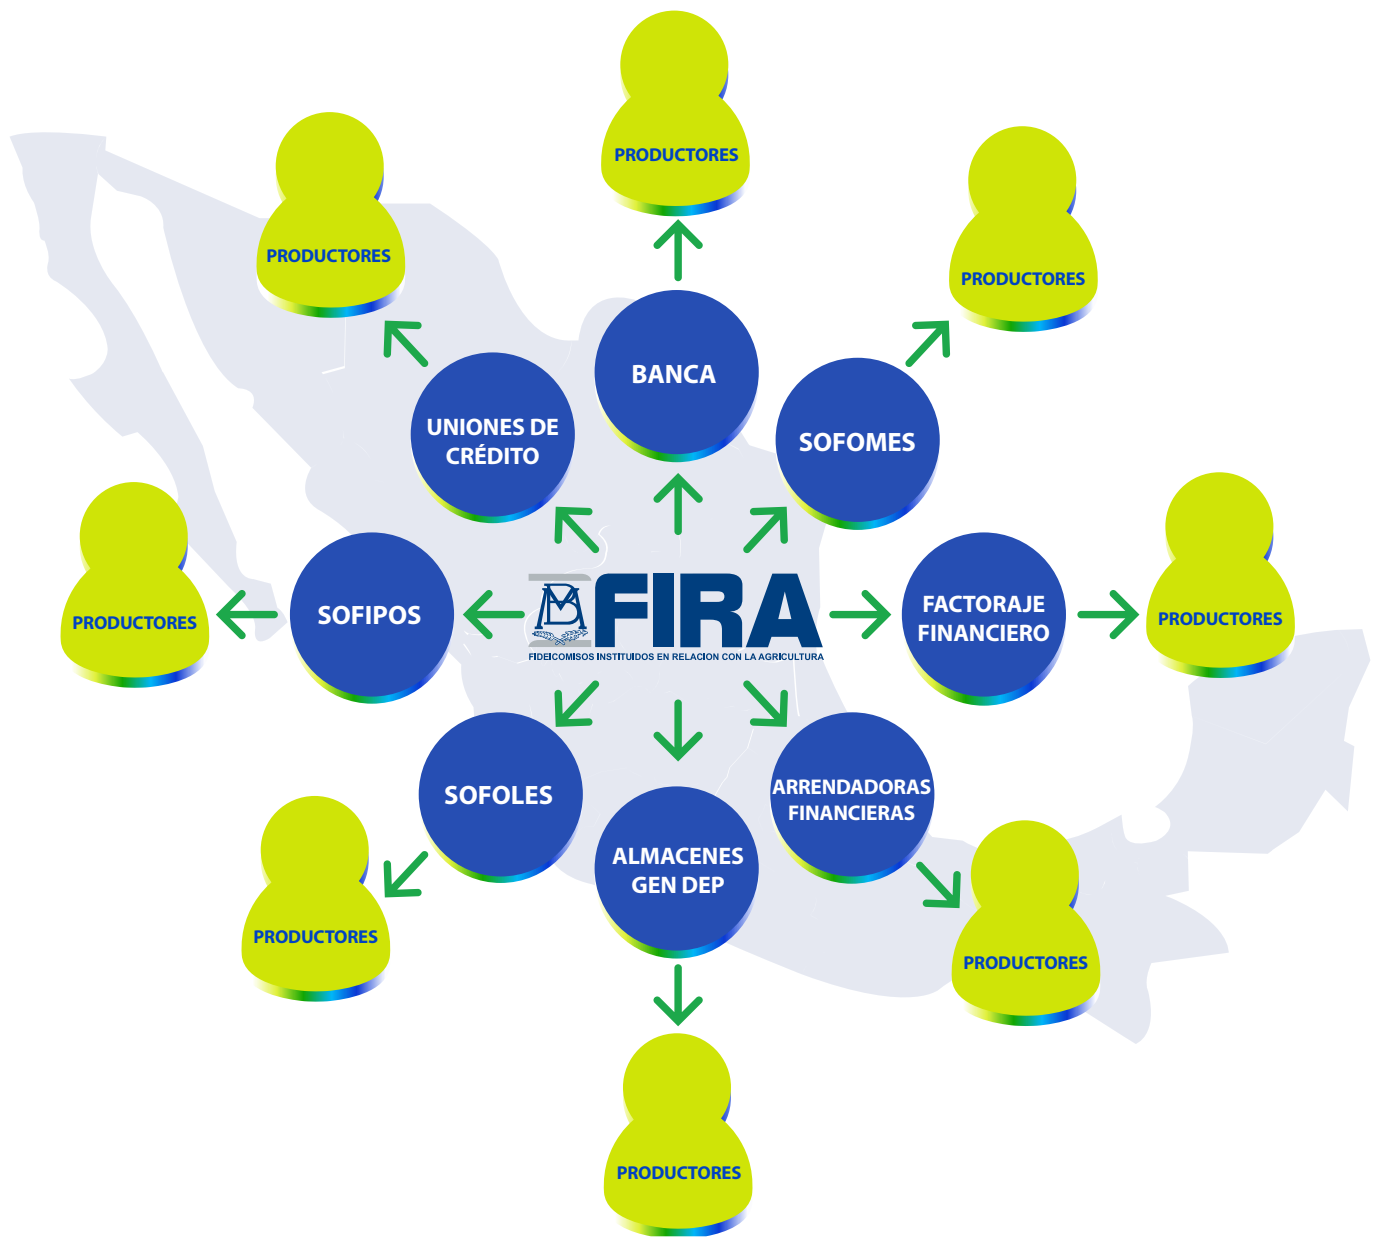 PRODUCTORES
PRODUCTORES
PRODUCTORES
BANCA
UNIONES DE
CRÉDITO
SOFOMES
PRODUCTORES
SOFIPOS
FIRA
FIDEICOMISOS INSTITUIDOS EN RELACION CON LA AGRICULTURA
FACTORAJE
FINANCIERO
PRODUCTORES
SOFOLES
ARRENDADORAS
FINANCIERAS
ALMACENES
GEN DEP
PRODUCTORES
PRODUCTORES
PRODUCTORES